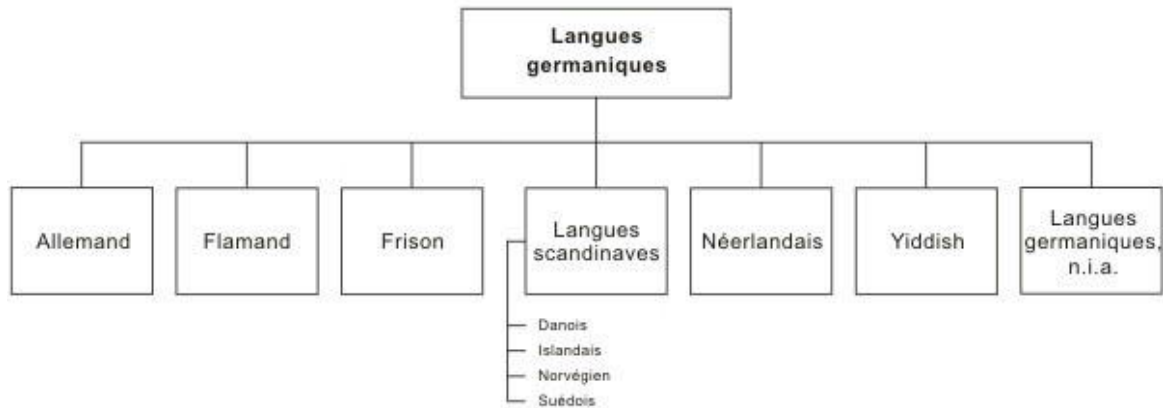 Langues
germaniques
Allemand
Flamand
Frison
Langues
scandinaves
Néerlandais
Yiddish
Langues
germaniques,
n.i.a.
Danois
Islandais
Norvégien
Suédois